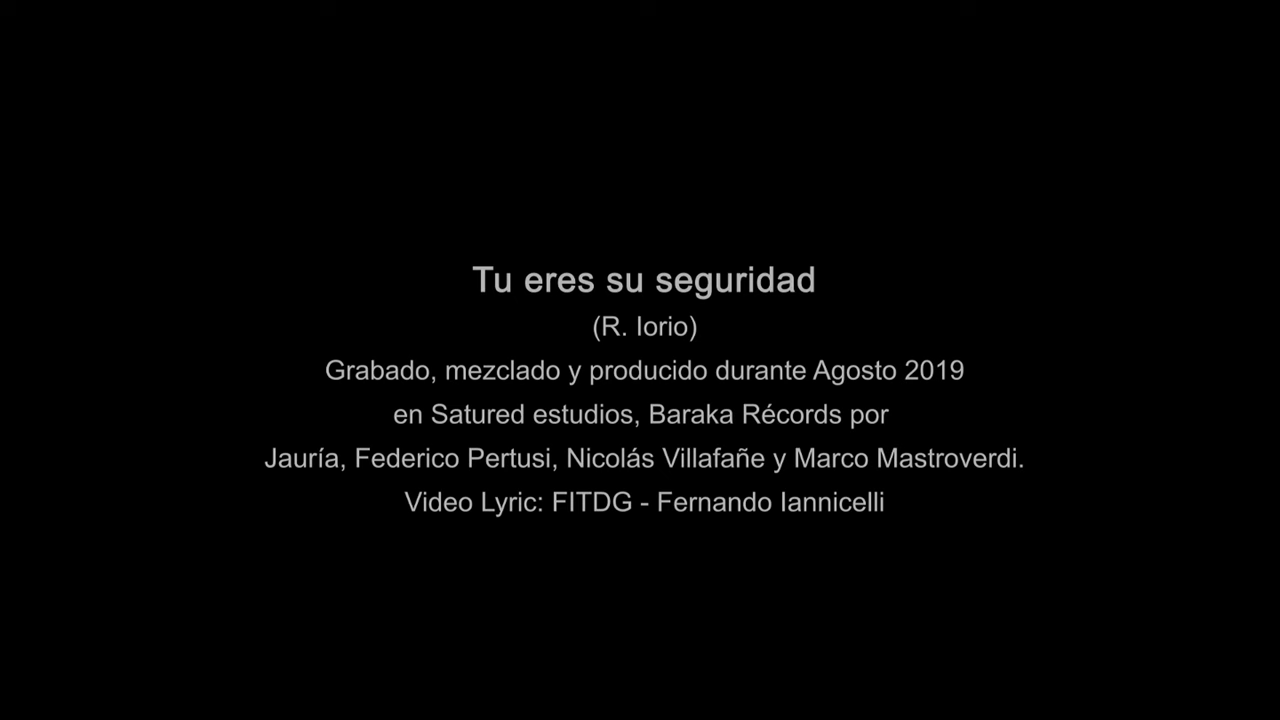 Tu eres su seguridad
(R. Iorio)
Grabado, mezclado y producido durante Agosto 2019
en Satured estudios, Baraka Récords por
Jauría, Federico Pertusi, Nicolás Villafañe y Marco Mastroverdi.
Video Lyric: FITDG - Fernando Iannicelli